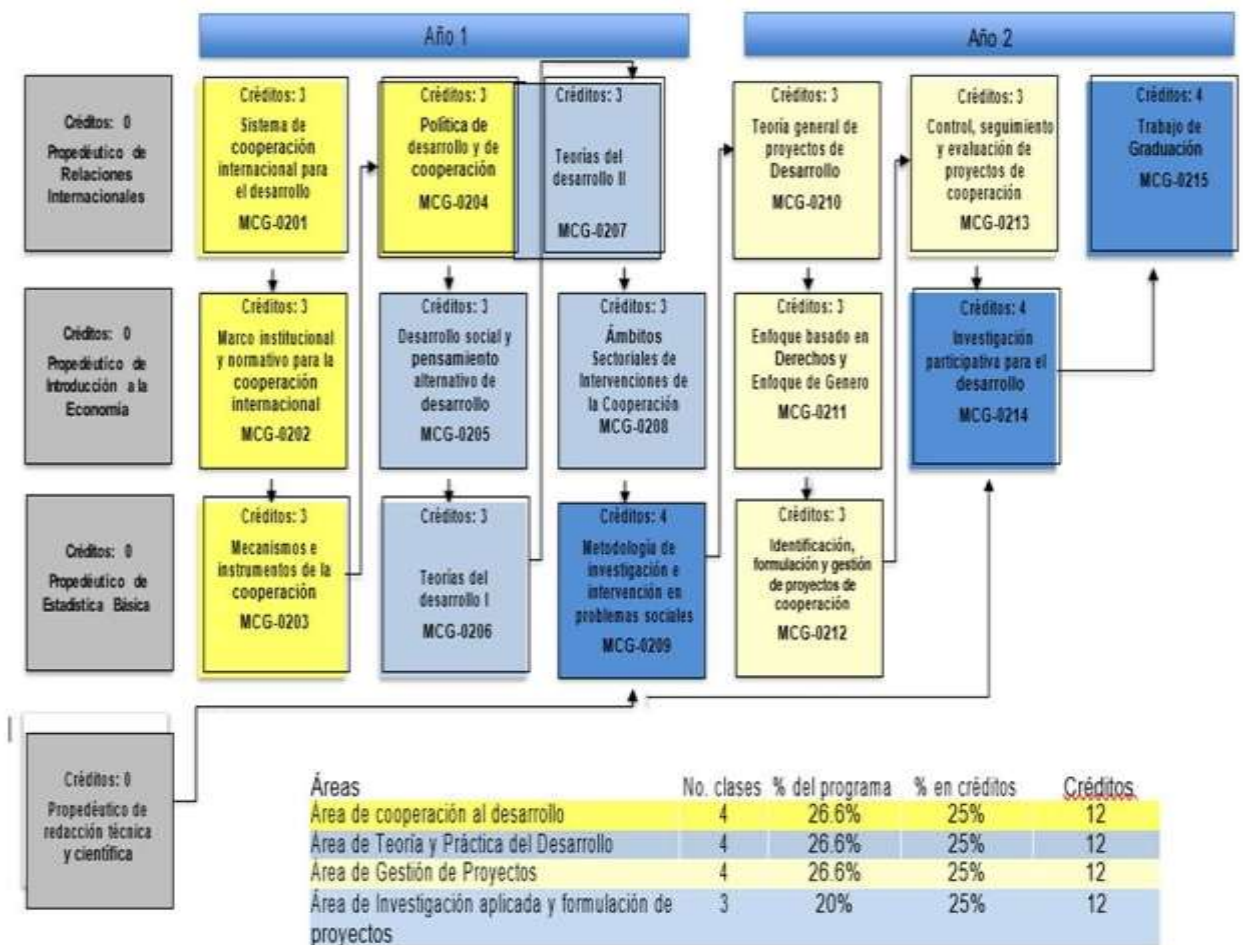 Año 1
Año 2
Créditos: 0
Propedéutico de
Relaciones
Internacionales
Créditos: 3
Sistema de
cooperación
internacional para
el desarrollo
MCG-0201
Créditos: 3
Política de
desarrollo y de
cooperación
MCG-0204
Créditos: 3
Teorías del
desarrollo II
MCG-0207
Créditos: 3
Teoría general de
proyectos de
Desarrollo
MCG-0210
Créditos: 3
Control, seguimiento
y evaluación de
proyectos de
cooperación
MCG-0213
Créditos: 4
Trabajo de
Graduación
MCG-0215
Créditos: 0
Propedéutico de
Introducción a la
Economía
Créditos: 3
Marco institucional
y normativo para la
cooperación
internacional
MCG-0202
Créditos: 3
Desarrollo social y
pensamiento
alternativo de
desarrollo
MCG-0205
Créditos: 3
Ámbitos
Sectoriales de
Intervenciones de
la Cooperación
MCG-0208
Créditos: 3
Enfoque basado en
Derechos y
Enfoque de Genero
MCG-0211
Créditos: 4
Investigación
participativa para el
desarrollo
MCG-0214
Créditos: 0
Propedéutico de
Estadística Básica
Créditos: 3
Mecanismos e
instrumentos de la
cooperación
MCG-0203
Créditos: 3
Teorías del
desarrollo I
MCG-0206
Créditos: 4
Metodología de
investigación e
intervención en
problemas sociales
MCG-0209
Créditos: 3
Identificación,
formulación y gestión
de proyectos de
cooperación
MCG-0212
Créditos: 0
Propedéutico de
redacción técnica
y científica
Áreas No. clases % del programa % en créditos Créditos
Área de cooperación al desarrollo 4 26.6% 25% 12
Área de Teoría y Práctica del Desarrollo 4 26.6% 25% 12
Área de Gestión de Proyectos 4 26.6% 25% 12
Área de Investigación aplicada y formulación de 3 20% 25% 12
proyectos